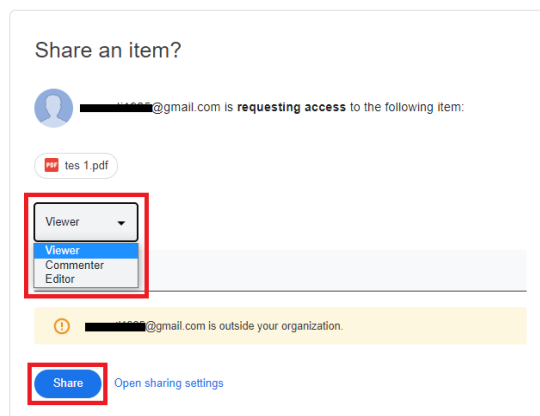 Share an item?
@gmail.com is requesting access to the following item:
PDF tes 1.pdf
Viewer
Viewer
Commenter
Editor
@gmail.com is outside your organization.
Share Open sharing settings